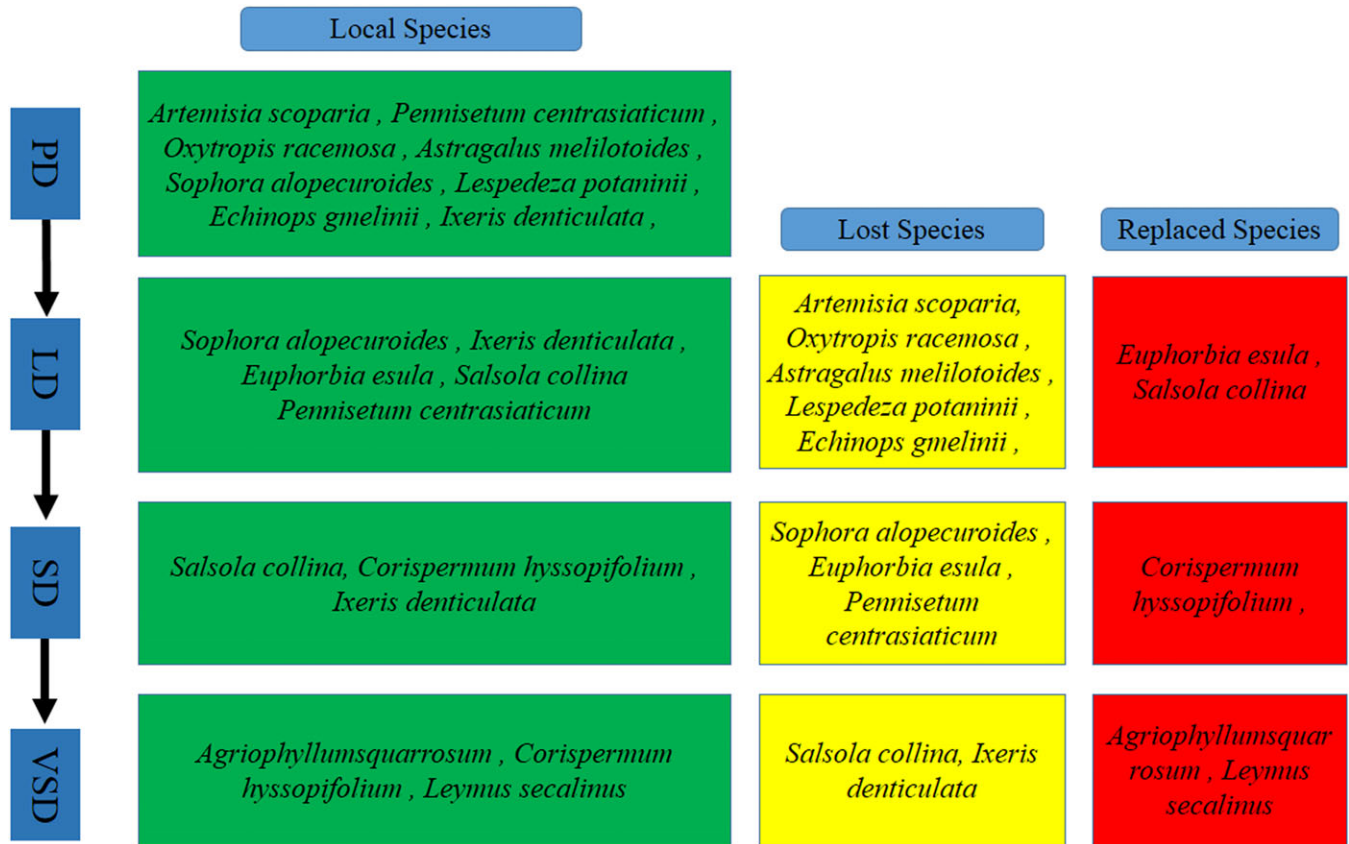 Local Species
PD
Artemisia scoparia , Pennisetum centrasiaticum ,
Oxytropis racemosa , Astragalus melilotoides ,
Sophora alopecuroides , Lespedeza potaninii ,
Echinops gmelinii , Ixeris denticulata ,
Lost Species
Replaced Species
LD
Sophora alopecuroides , Ixeris denticulata ,
Euphorbia esula , Salsola collina
Pennisetum centrasiaticum
Artemisia scoparia,
Oxytropis racemosa ,
Astragalus melilotoides ,
Lespedeza potaninii ,
Echinops gmelinii ,
Euphorbia esula ,
Salsola collina
SD
Salsola collina, Corispermum hyssopifolium ,
Ixeris denticulata
Sophora alopecuroides ,
Euphorbia esula ,
Pennisetum
centrasiaticum
Corispermum
hyssopifolium ,
VSD
Agriophyllumsquarrosum , Corispermum
hyssopifolium , Leymus secalinus
Salsola collina, Ixeris
denticulata
Agriophyllumsquar
rosum , Leymus
secalinus